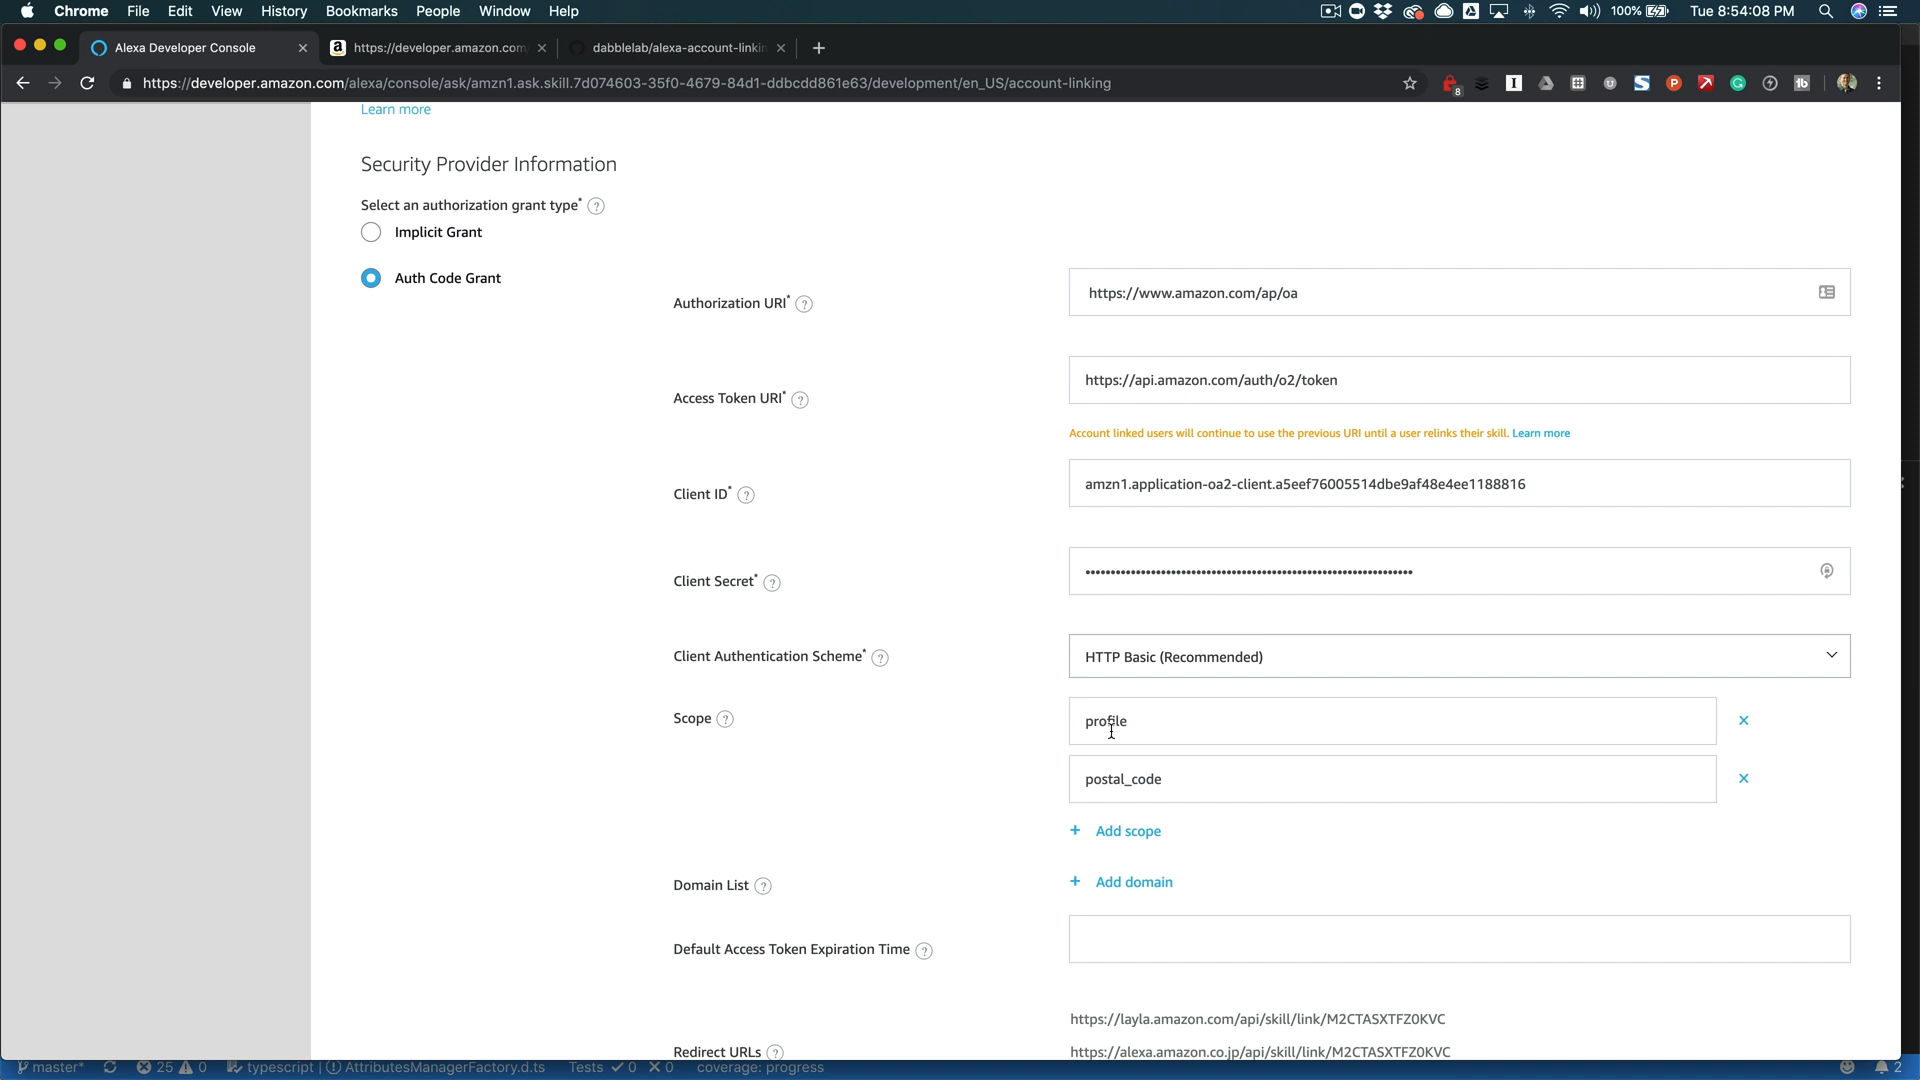 Chrome File Edit View History Bookmarks People Window Help 100% Tue 8:54:08 PM
Alexa Developer Console https://developer.amazon.com dabblelab/alexa-account-linkin
https://developer.amazon.com/alexa/console/ask/amzn1.ask.skill.7d074603-35f0-4679-84d1-ddbcdd861e63/development/en_US/account-linking 8
Learn more
Security Provider Information
Select an authorization grant type* ?
Implicit Grant
Auth Code Grant
Authorization URI* ? https://www.amazon.com/ap/oa
Access Token URI* ? https://api.amazon.com/auth/o2/token
Account linked users will continue to use the previous URI until a user relinks their skill. Learn more
Client ID* ? amzn1.application-oa2-client.a5eef76005514dbe9af48e4ee1188816
Client Secret* ? ••••••••••••••••••••••••••••••••••••••••••••••••••••••••••••••••
Client Authentication Scheme* ? HTTP Basic (Recommended)
Scope ? profile
postal_code
+ Add scope
Domain List ? + Add domain
Default Access Token Expiration Time ?
https://layla.amazon.com/api/skill/link/M2CTASXTFZ0KVC
Redirect URLs ? https://alexa.amazon.co.jp/api/skill/link/M2CTASXTFZ0KVC
master* 25 0 typescript | AttributesManagerFactory.d.ts Tests 0 0 coverage: progress 2